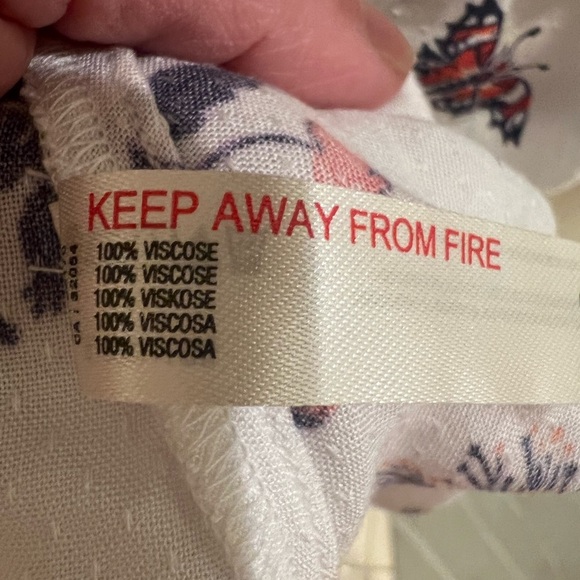 KEEP AWAY FROM FIRE
100% VISCOSE
100% VISCOSE
100% VISKOSE
100% VISCOSA
100% VISCOSA